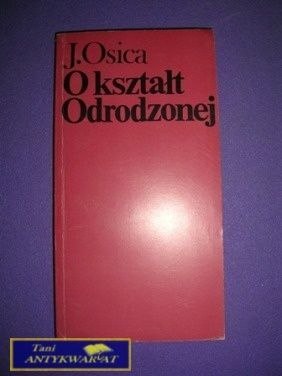 J.Osica
O kształt
Odrodzonej
Tani
ANTYKWARIAT